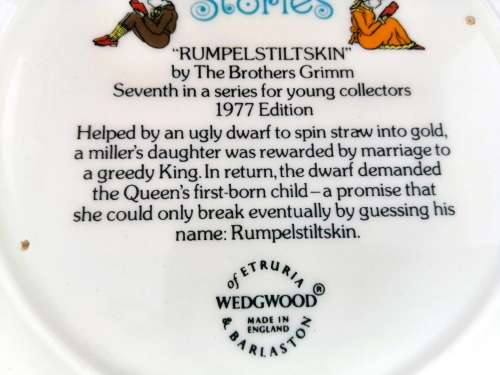 Stories
"RUMPELSTILTSKIN"
by The Brothers Grimm
Seventh in a series for young collectors
1977 Edition
Helped by an ugly dwarf to spin straw into gold,
a miller's daughter was rewarded by marriage to
a greedy King. In return, the dwarf demanded
the Queen's first-born child – a promise that
she could only break eventually by guessing his
name: Rumpelstiltskin.
of ETRURIA
WEDGWOOD®
MADE IN
ENGLAND
& BARLASTON